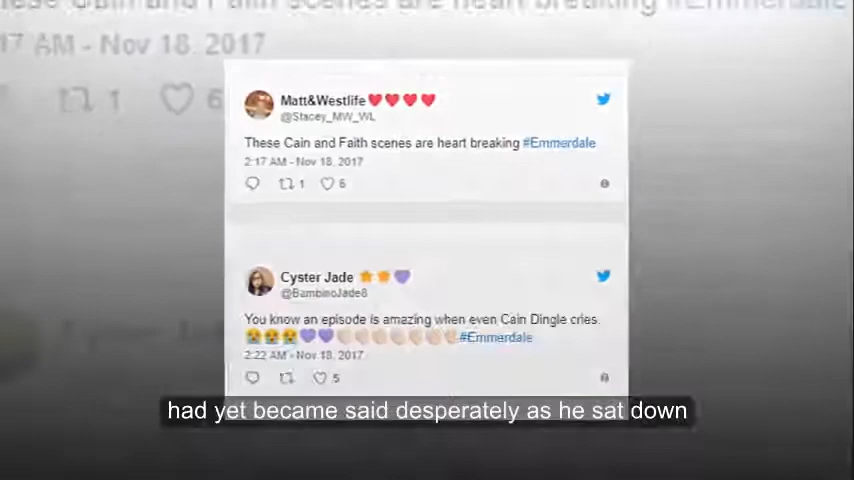 These Cain and Faith scenes are heart breaking #Emmerdale
17 AM - Nov 18, 2017
1 6
Matt&Westlife❤️❤️❤️❤️
@Stacey_MW_WL
These Cain and Faith scenes are heart breaking #Emmerdale
2:17 AM - Nov 18, 2017
1 6
Cyster Jade ⭐⭐💜
@BambinoJade8
You know an episode is amazing when even Cain Dingle cries.
😭😭😭💜💜👏🏻👏🏻👏🏻👏🏻👏🏻👏🏻👏🏻 #Emmerdale
2:22 AM - Nov 18, 2017
5
had yet became said desperately as he sat down